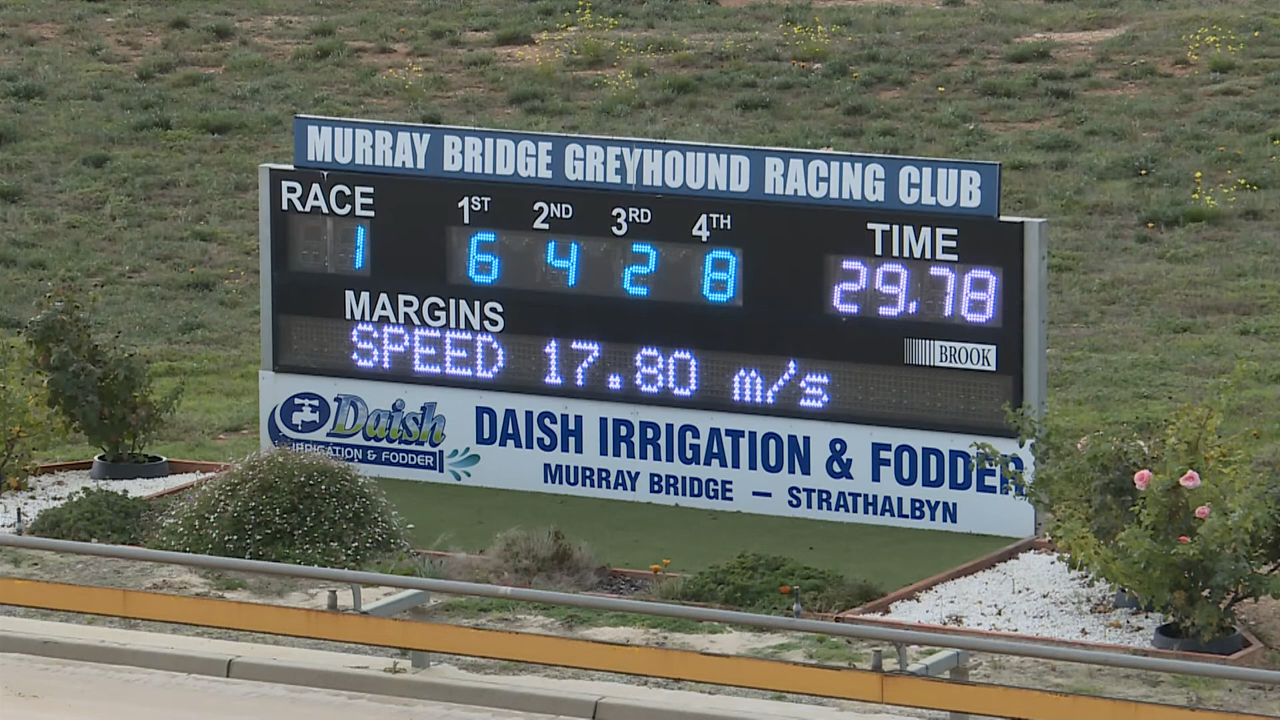 MURRAY BRIDGE GREYHOUND RACING CLUB
RACE 1ST 2ND 3RD 4TH TIME
1 6 4 2 8 29.78
MARGINS
BROOK
SPEED 17.80 m/s
Daish
IRRIGATION & FODDER
DAISH IRRIGATION & FODDER
MURRAY BRIDGE – STRATHALBYN